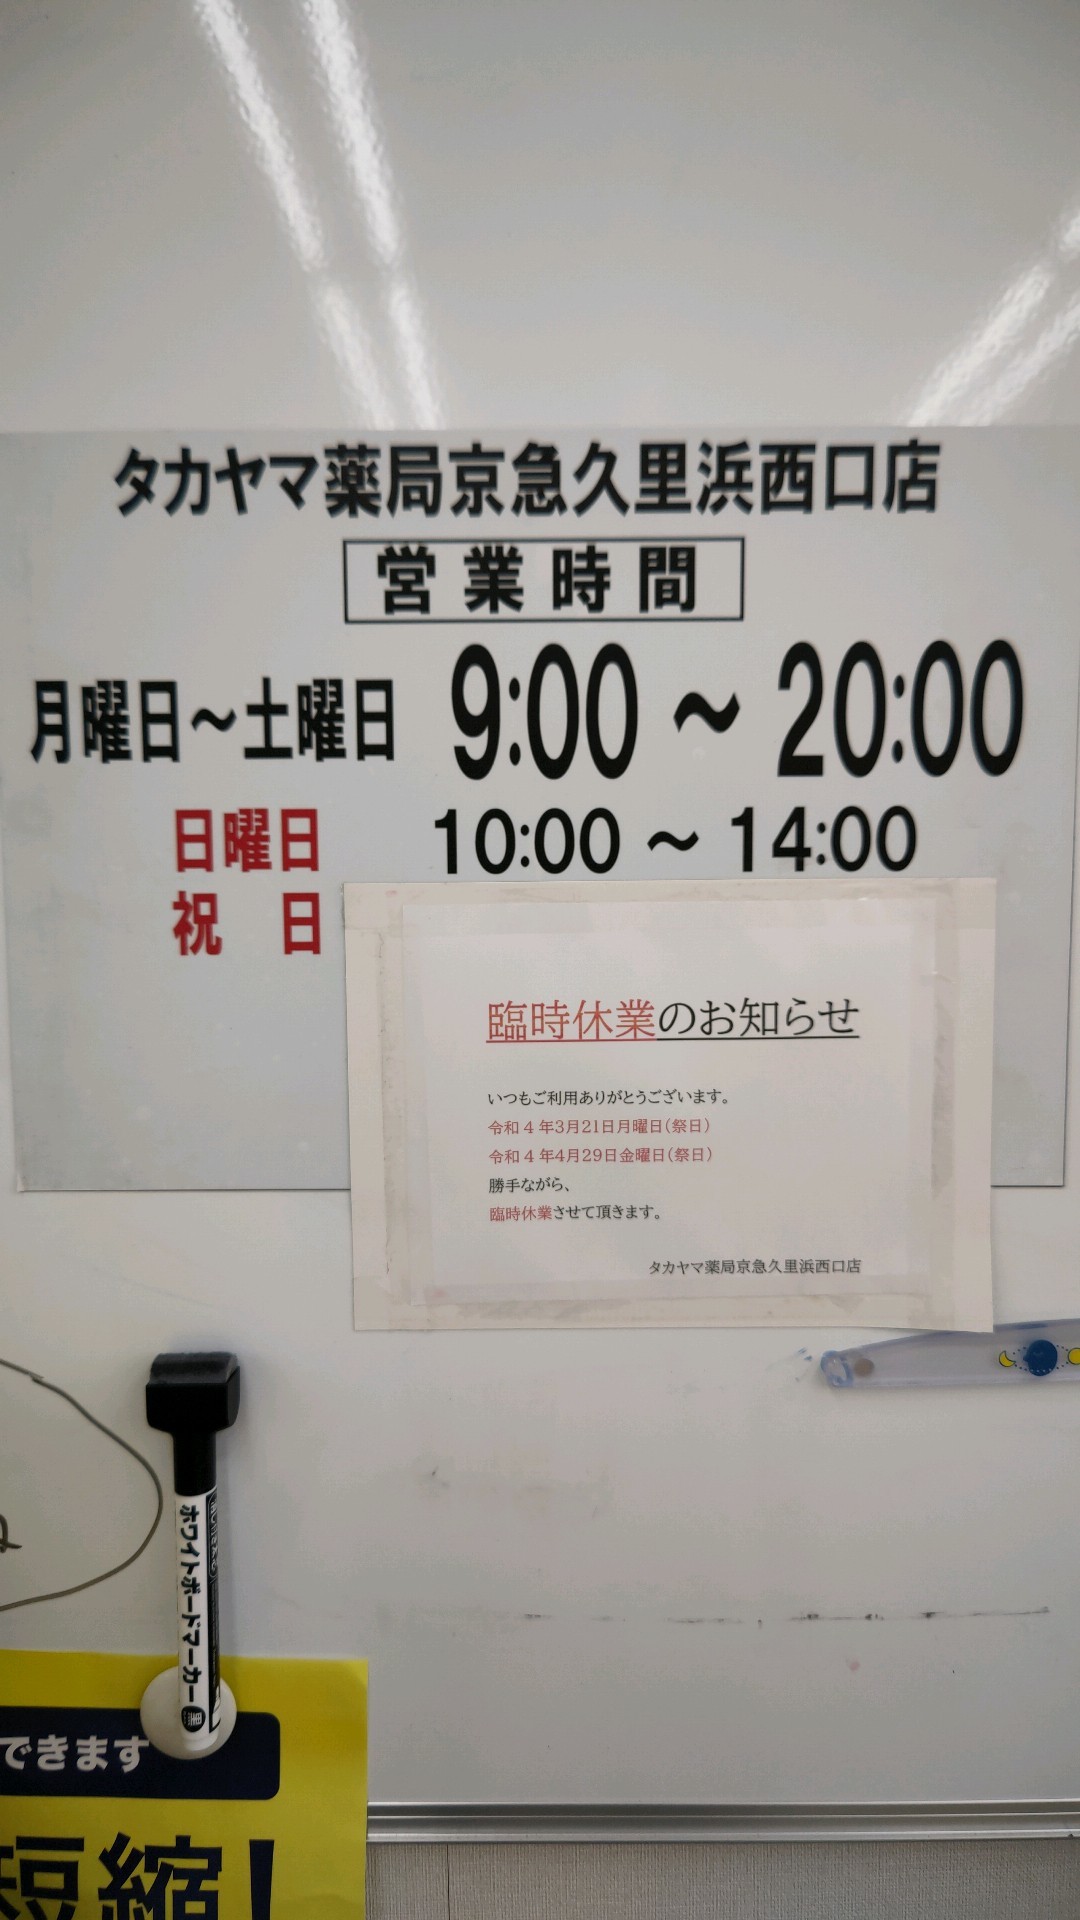 タカヤマ薬局京急久里浜西口店
営業時間
月曜日～土曜日 9:00 ～ 20:00
日曜日 10:00 ～ 14:00
祝 日
臨時休業のお知らせ
いつもご利用ありがとうございます。
令和４年3月21日月曜日(祭日)
令和４年4月29日金曜日(祭日)
勝手ながら、
臨時休業させて頂きます。
タカヤマ薬局京急久里浜西口店
ホワイトボードマーカー 黒
できます
短縮!